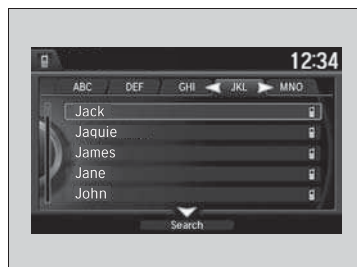 12:34
ABC DEF GHI JKL MNO
Jack
Jaquie
James
Jane
John
Search